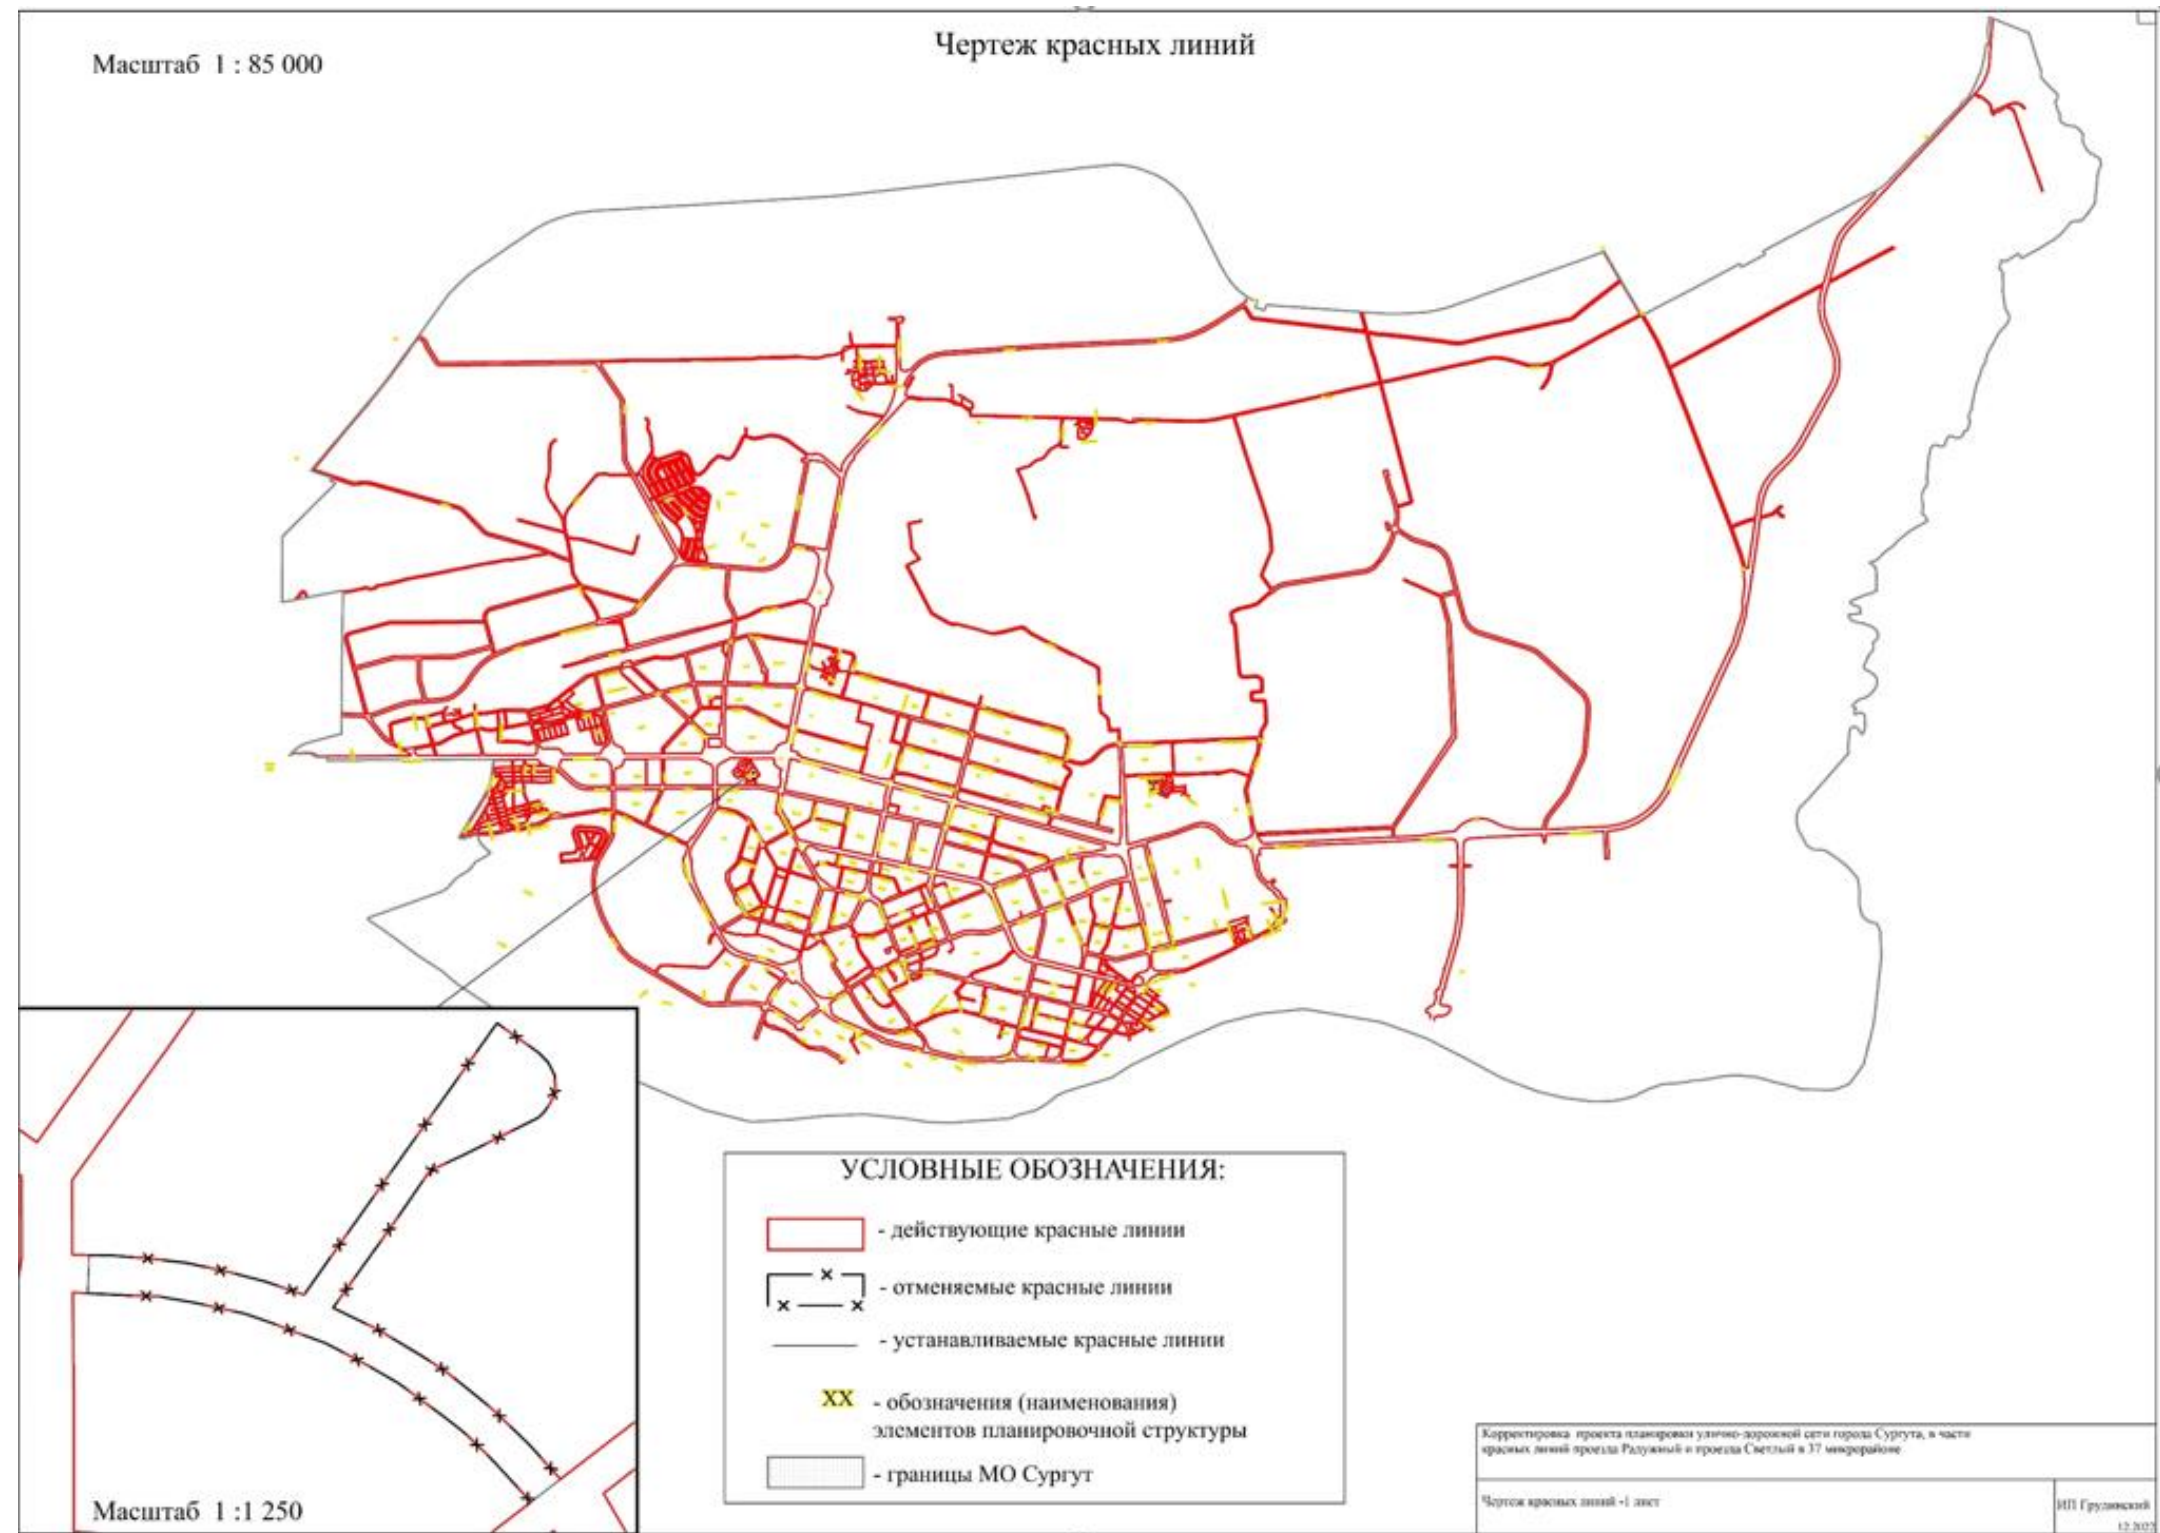 Чертеж красных линий
Масштаб 1 : 85 000
УСЛОВНЫЕ ОБОЗНАЧЕНИЯ:
- действующие красные линии
- отменяемые красные линии
- устанавливаемые красные линии
XX - обозначения (наименования)
элементов планировочной структуры
- границы МО Сургут
Масштаб 1 :1 250
Корректировка проекта планировки улично-дорожной сети города Сургута, в части
красных линий проезда Радужный и проезда Светлый в 37 микрорайоне
Чертеж красных линий -1 лист
ИП
12.2022